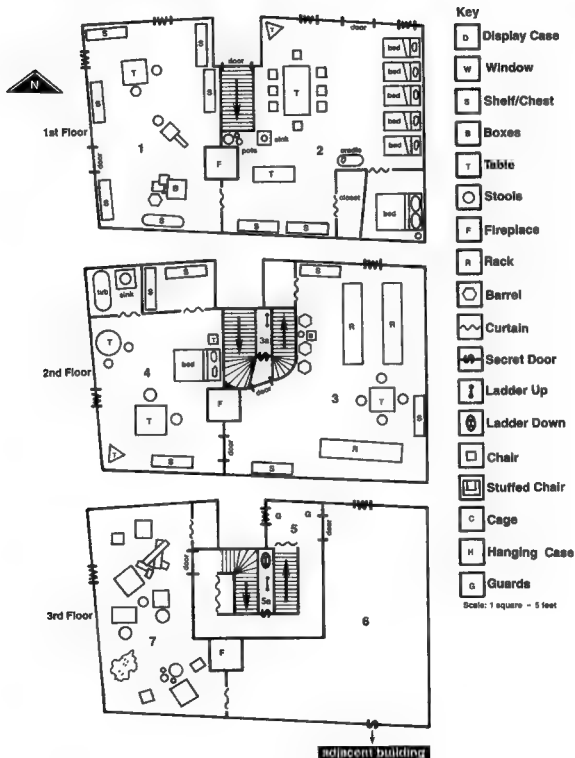 Key
D Display Case
W Window
S Shelf/Chest
B Boxes
T Table
Stools
F Fireplace
R Rack
Barrel
Curtain
Secret Door
Ladder Up
Ladder Down
Chair
Stuffed Chair
C Cage
H Hanging Case
G Guards
Scale: 1 square - 5 feet
N
1st Floor
S
S
T
S
S
door
1
B
S
S
F
door
pots
sink
T
door
T
2
T
cradle
closet
bed
bed
bed
bed
bed
bed
S
S
2nd Floor
tub
sink
S
S
T
4
T
bed
T
T
S
F
door
3a
door
S
B
R
R
3
T
S
R
S
3rd Floor
7
door
F
5a
G
G
5
door
6
adjacent building